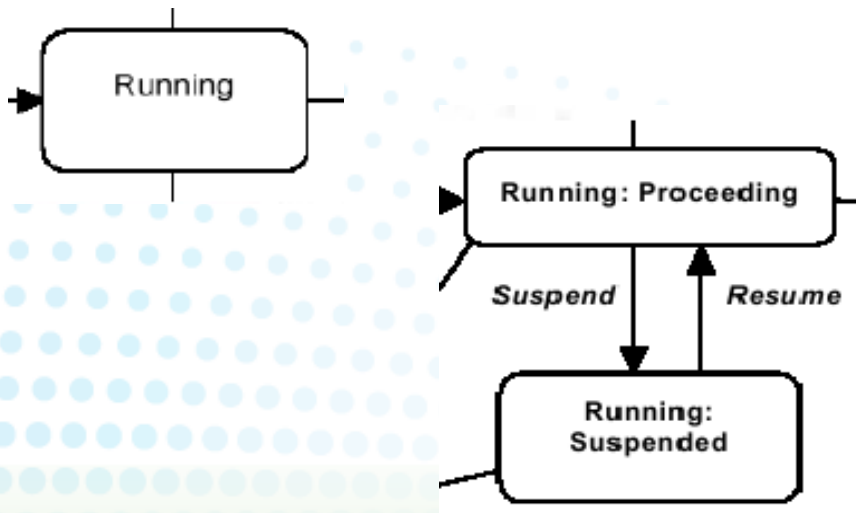 Running
Running: Proceeding
Suspend
Resume
Running:
Suspended